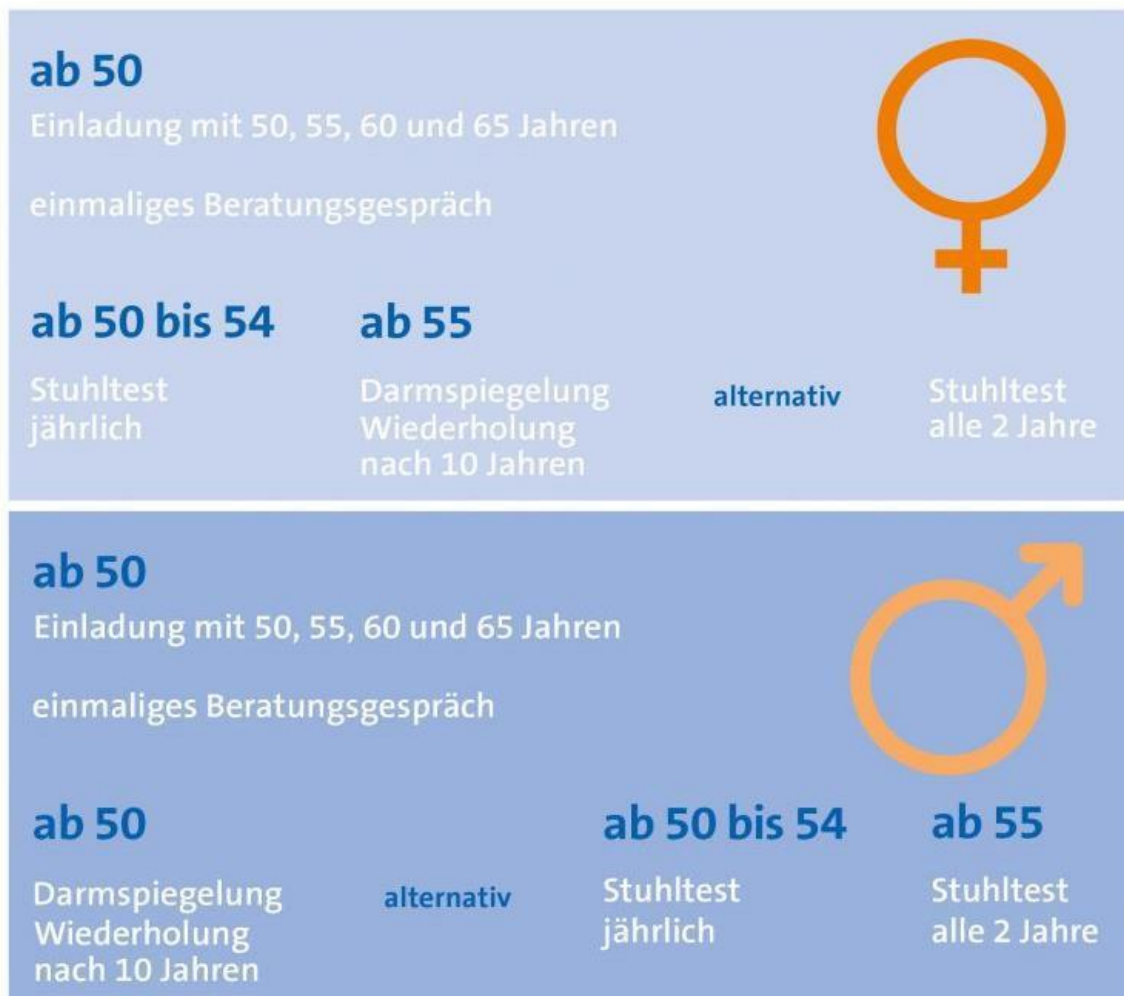 ab 50
Einladung mit 50, 55, 60 und 65 Jahren
einmaliges Beratungsgespräch
ab 50 bis 54
Stuhltest
jährlich
ab 55
Darmspiegelung
Wiederholung
nach 10 Jahren
alternativ
Stuhltest
alle 2 Jahre
ab 50
Einladung mit 50, 55, 60 und 65 Jahren
einmaliges Beratungsgespräch
ab 50
Darmspiegelung
Wiederholung
nach 10 Jahren
alternativ
ab 50 bis 54
Stuhltest
jährlich
ab 55
Stuhltest
alle 2 Jahre